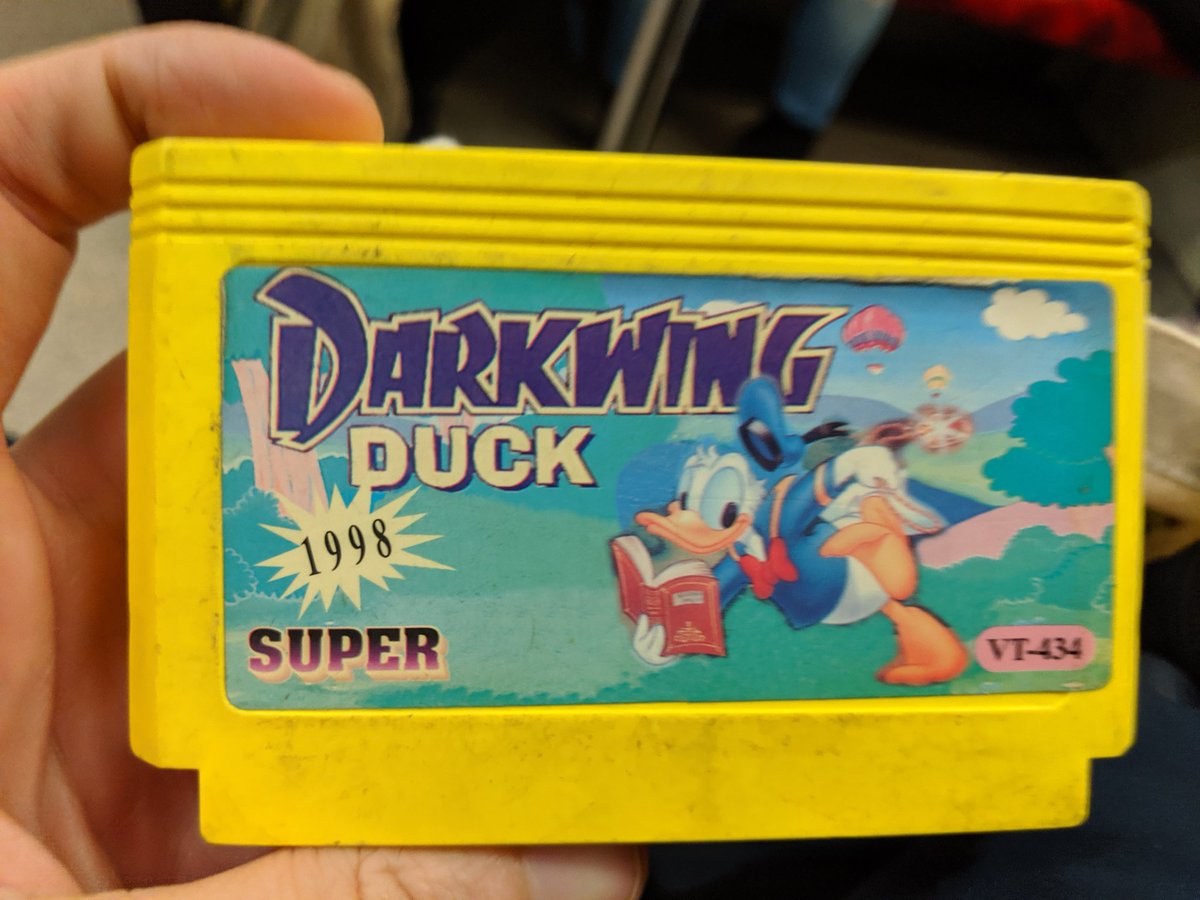 DARKWING
DUCK
1998
SUPER
VT-434